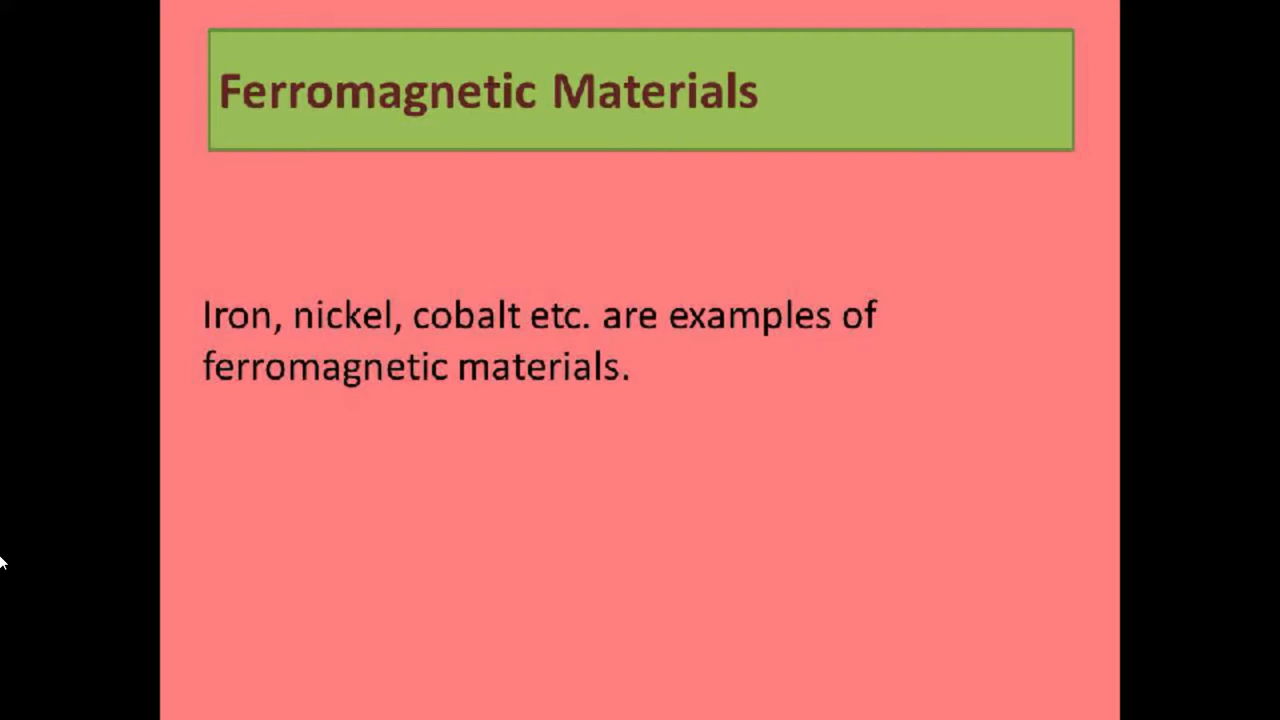 Ferromagnetic Materials
Iron, nickel, cobalt etc. are examples of
ferromagnetic materials.